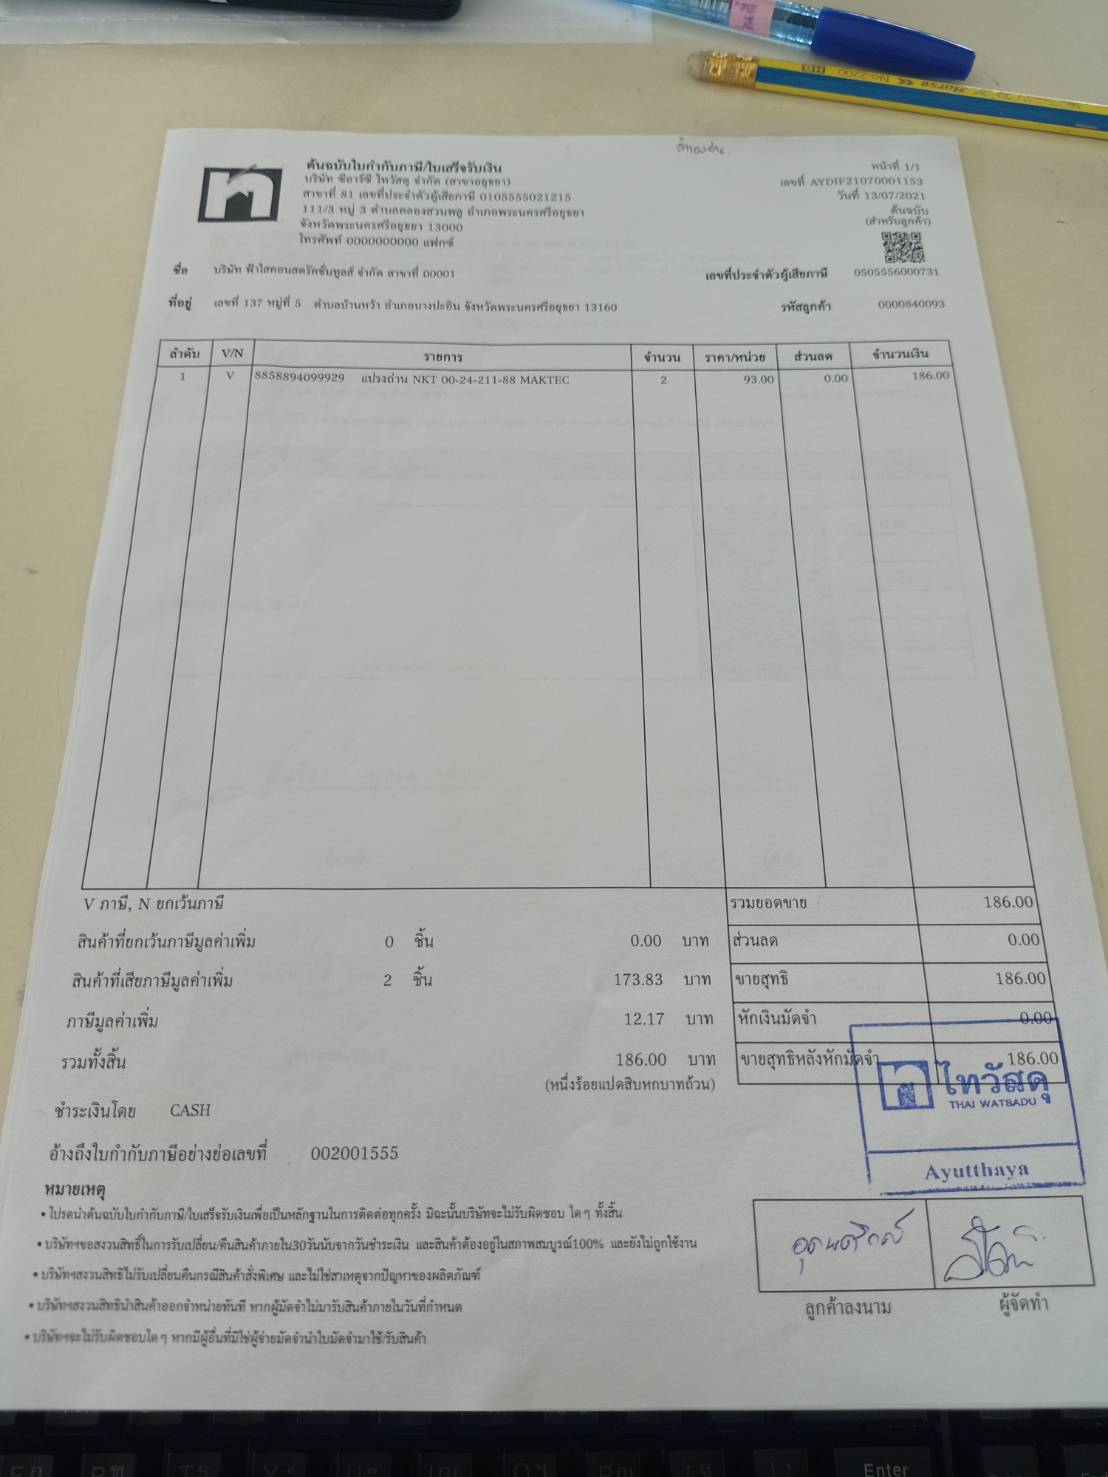 สำรองจ่าย
ต้นฉบับใบกำกับภาษี/ใบเสร็จรับเงิน
บริษัท ซีอาร์ซี ไทวัสดุ จำกัด (สาขาอยุธยา)
สาขาที่ 81 เลขที่ประจำตัวผู้เสียภาษี 0105555021215
111/3 หมู่ 3 ตำบลคลองสวนพลู อำเภอพระนครศรีอยุธยา
จังหวัดพระนครศรีอยุธยา 13000
โทรศัพท์ 0000000000 แฟกซ์
หน้าที่ 1/1
เลขที่ AYDIF21070001153
วันที่ 13/07/2021
ต้นฉบับ
(สำหรับลูกค้า)
ชื่อ บริษัท ฟ้าใสคอนสตรัคชั่นทูลส์ จำกัด สาขาที่ 00001 เลขที่ประจำตัวผู้เสียภาษี 0505556000731
ที่อยู่ เลขที่ 137 หมู่ที่ 5 ตำบลบ้านหว้า อำเภอบางปะอิน จังหวัดพระนครศรีอยุธยา 13160 รหัสลูกค้า 0000840093
ลำดับ V/N รายการ จำนวน ราคา/หน่วย ส่วนลด จำนวนเงิน
1 V 8858894099929 แปรงถ่าน NKT 00-24-211-88 MAKTEC 2 93.00 0.00 186.00
V ภาษี, N ยกเว้นภาษี รวมยอดขาย 186.00
สินค้าที่ยกเว้นภาษีมูลค่าเพิ่ม 0 ชิ้น 0.00 บาท ส่วนลด 0.00
สินค้าที่เสียภาษีมูลค่าเพิ่ม 2 ชิ้น 173.83 บาท ขายสุทธิ 186.00
ภาษีมูลค่าเพิ่ม 12.17 บาท หักเงินมัดจำ 0.00
รวมทั้งสิ้น 186.00 บาท ขายสุทธิหลังหักมัดจำ 186.00
(หนึ่งร้อยแปดสิบหกบาทถ้วน)
ไทวัสดุ
THAI WATSADU
Ayutthaya
ชำระเงินโดย CASH
อ้างถึงใบกำกับภาษีอย่างย่อเลขที่ 002001555
หมายเหตุ
• โปรดนำต้นฉบับใบกำกับภาษี/ใบเสร็จรับเงินเพื่อเป็นหลักฐานในการติดต่อทุกครั้ง มิฉะนั้นบริษัทจะไม่รับผิดชอบ ใด ๆ ทั้งสิ้น
• บริษัทฯขอสงวนสิทธิ์ในการรับเปลี่ยน/คืนสินค้าภายใน30วันนับจากวันชำระเงิน และสินค้าต้องอยู่ในสภาพสมบูรณ์100% และยังไม่ถูกใช้งาน
• บริษัทฯสงวนสิทธิไม่รับเปลี่ยนคืนกรณีสินค้าสั่งพิเศษ และไม่ใช่สาเหตุจากปัญหาของผลิตภัณฑ์
• บริษัทฯสงวนสิทธินำสินค้าออกจำหน่ายทันที หากผู้มัดจำไม่มารับสินค้าภายในวันที่กำหนด
• บริษัทฯจะไม่รับผิดชอบใด ๆ หากมีผู้อื่นที่มิใช่ผู้จ่ายมัดจำนำใบมัดจำมาใช้/รับสินค้า
ลูกค้าลงนาม ผู้จัดทำ
Enter